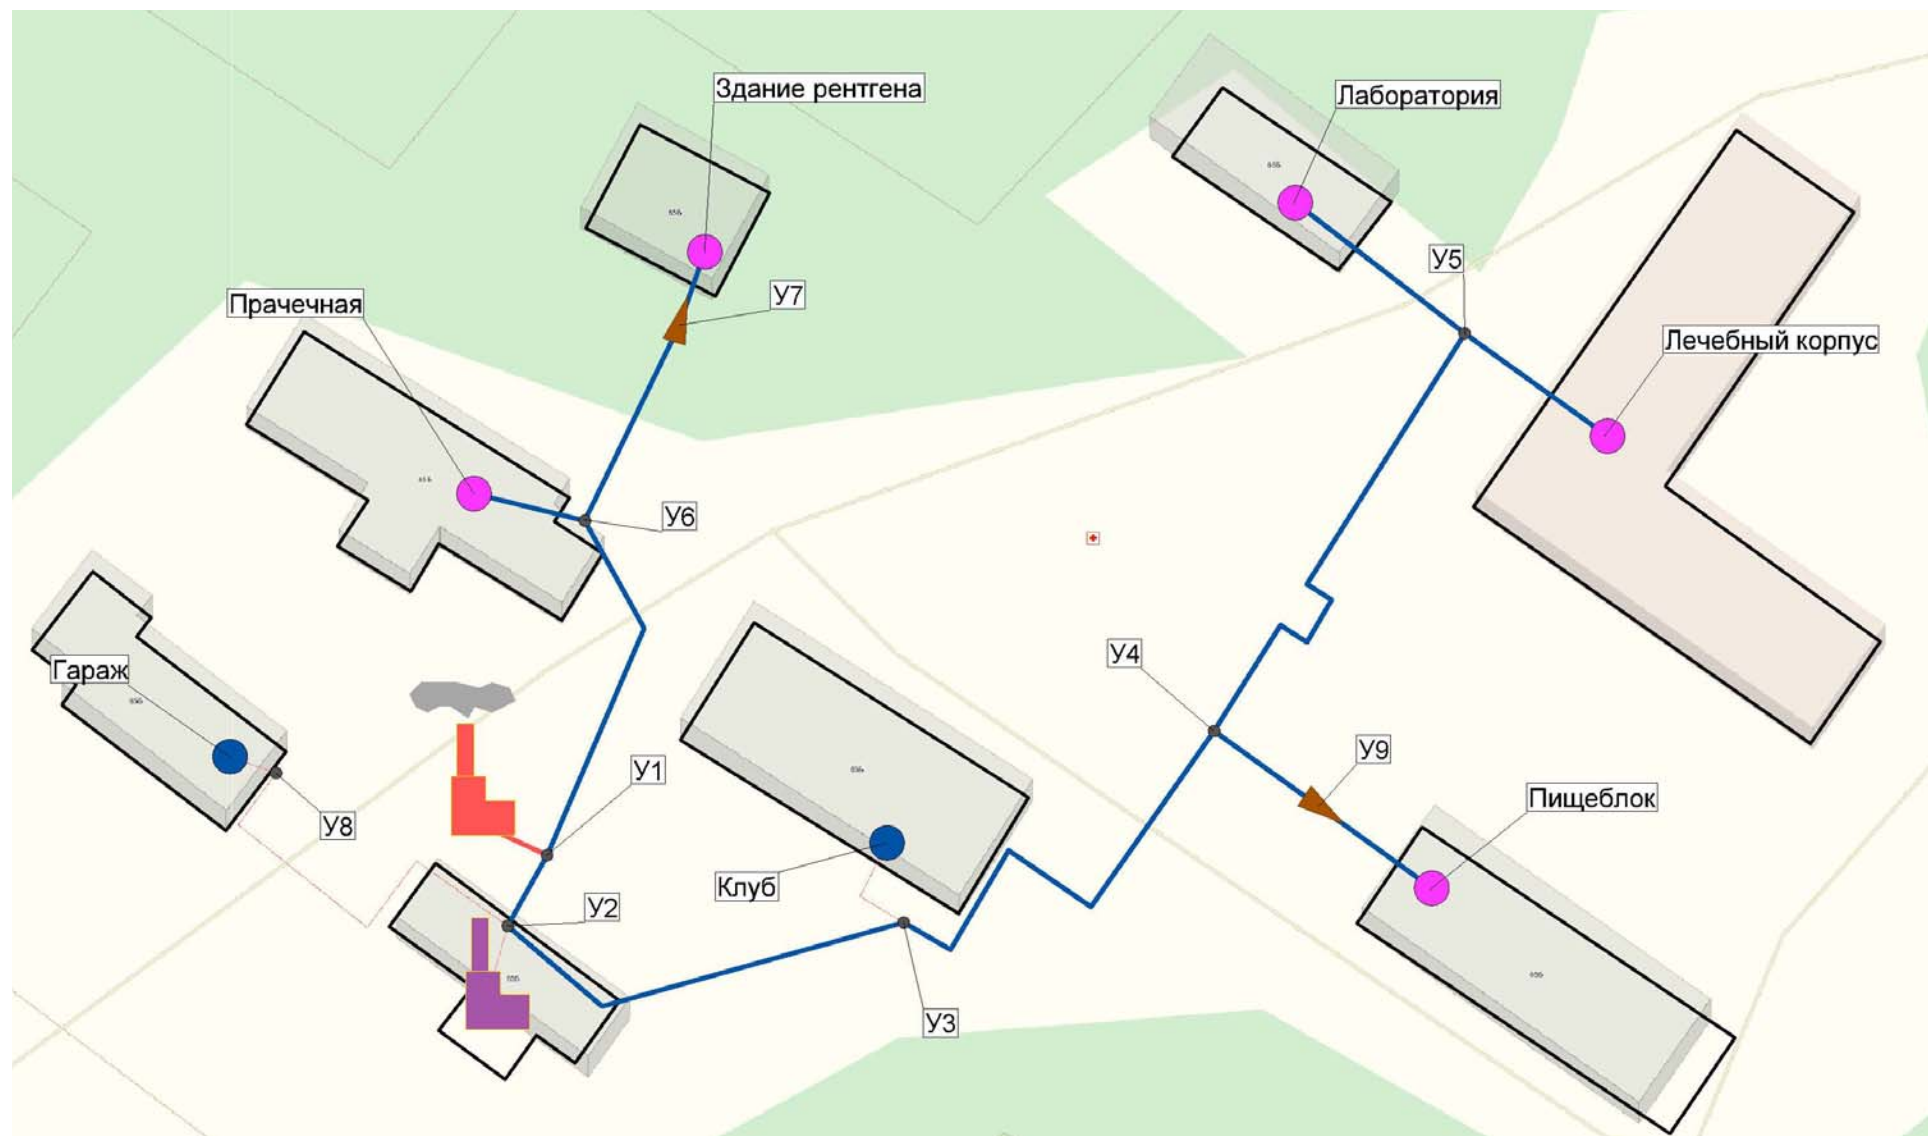 Здание рентгена
Лаборатория
У5
У7
Прачечная
Лечебный корпус
У6
У4
Гараж
У9
У1
Пищеблок
У8
Клуб
У2
У3